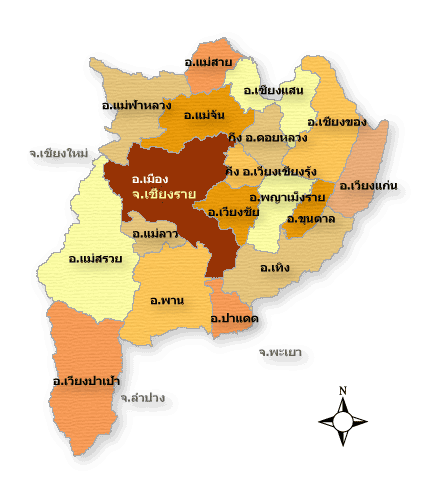 อ.แม่สาย
อ.เชียงแสน
อ.แม่ฟ้าหลวง
อ.แม่จัน
อ.เชียงของ
กิ่ง อ.ดอยหลวง
จ.เชียงใหม่
กิ่ง อ.เวียงเชียงรุ้ง
อ.เมือง
จ.เชียงราย
อ.เวียงแก่น
อ.พญาเม็งราย
อ.เวียงชัย
อ.ขุนตาล
อ.แม่ลาว
อ.แม่สรวย
อ.เทิง
อ.พาน
อ.ป่าแดด
จ.พะเยา
อ.เวียงป่าเป้า
จ.ลำปาง
N